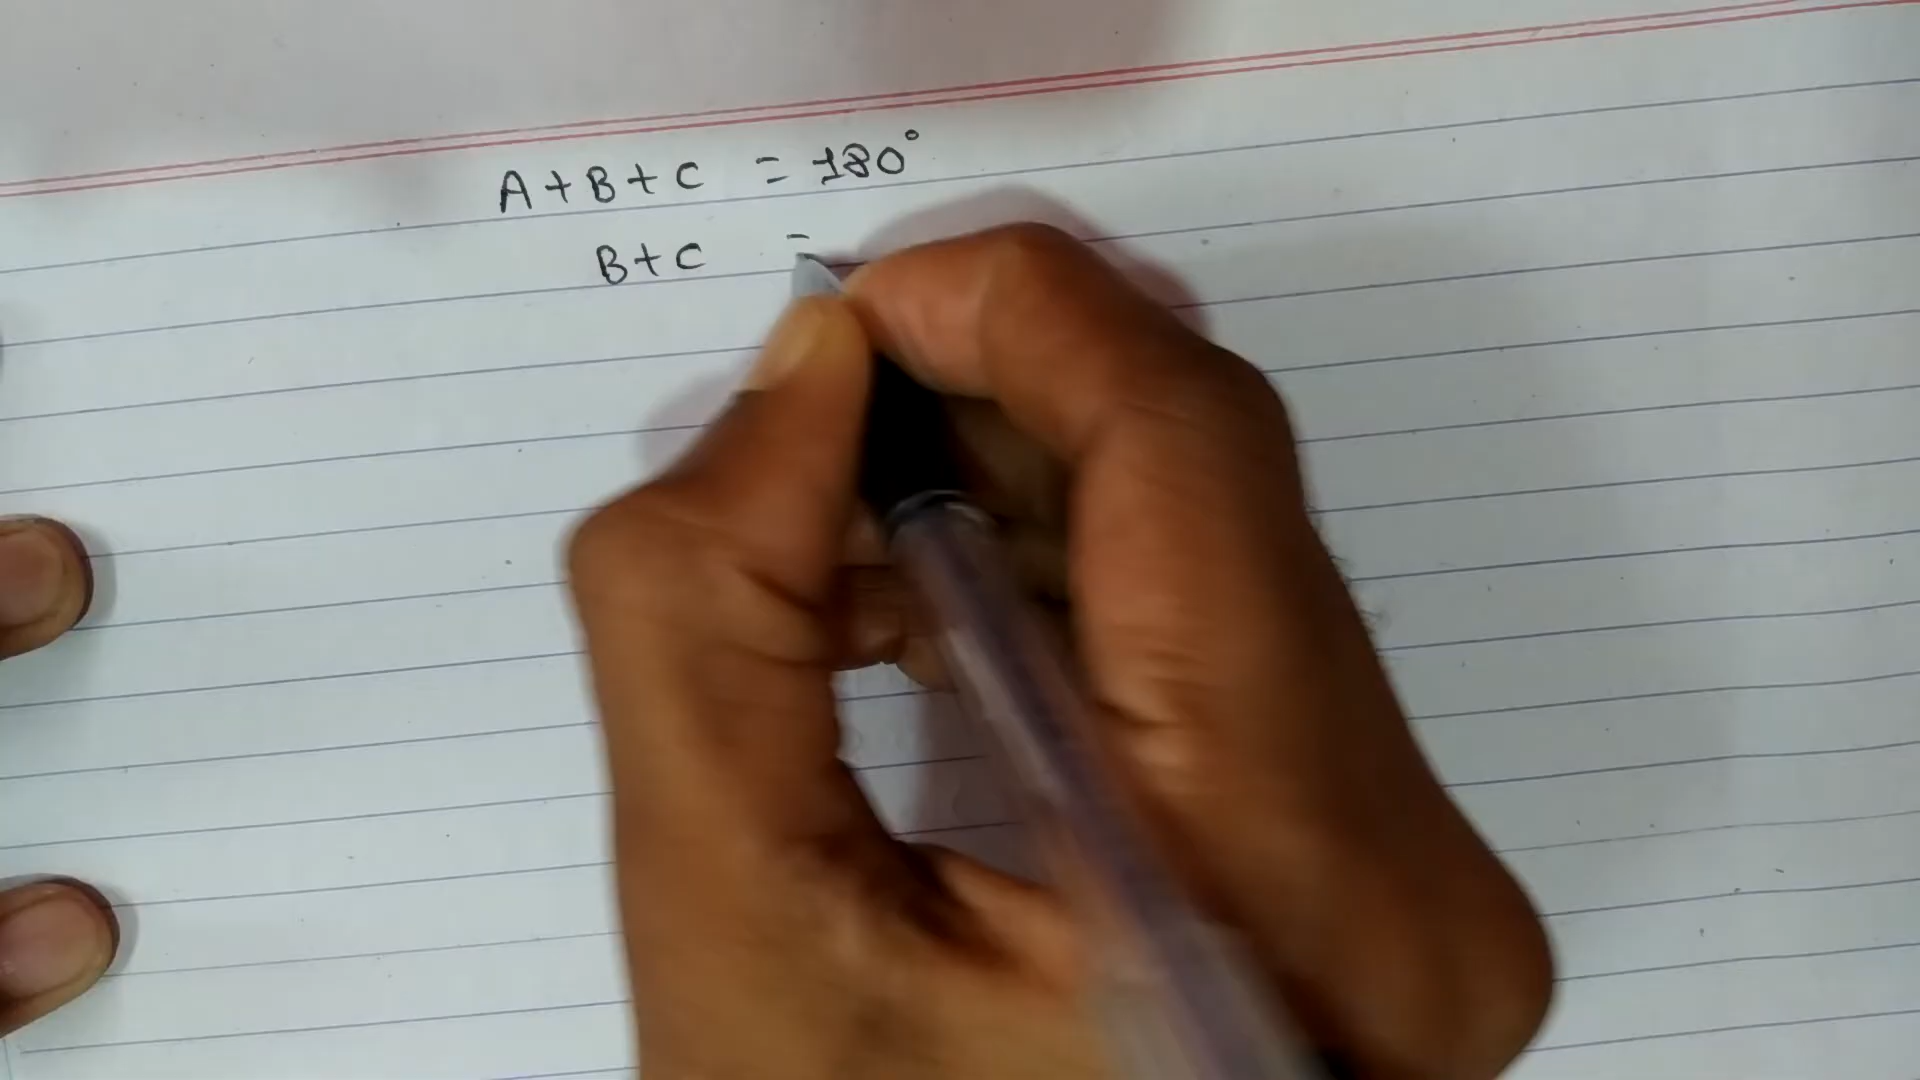 A + B + C = 180°
B + C =